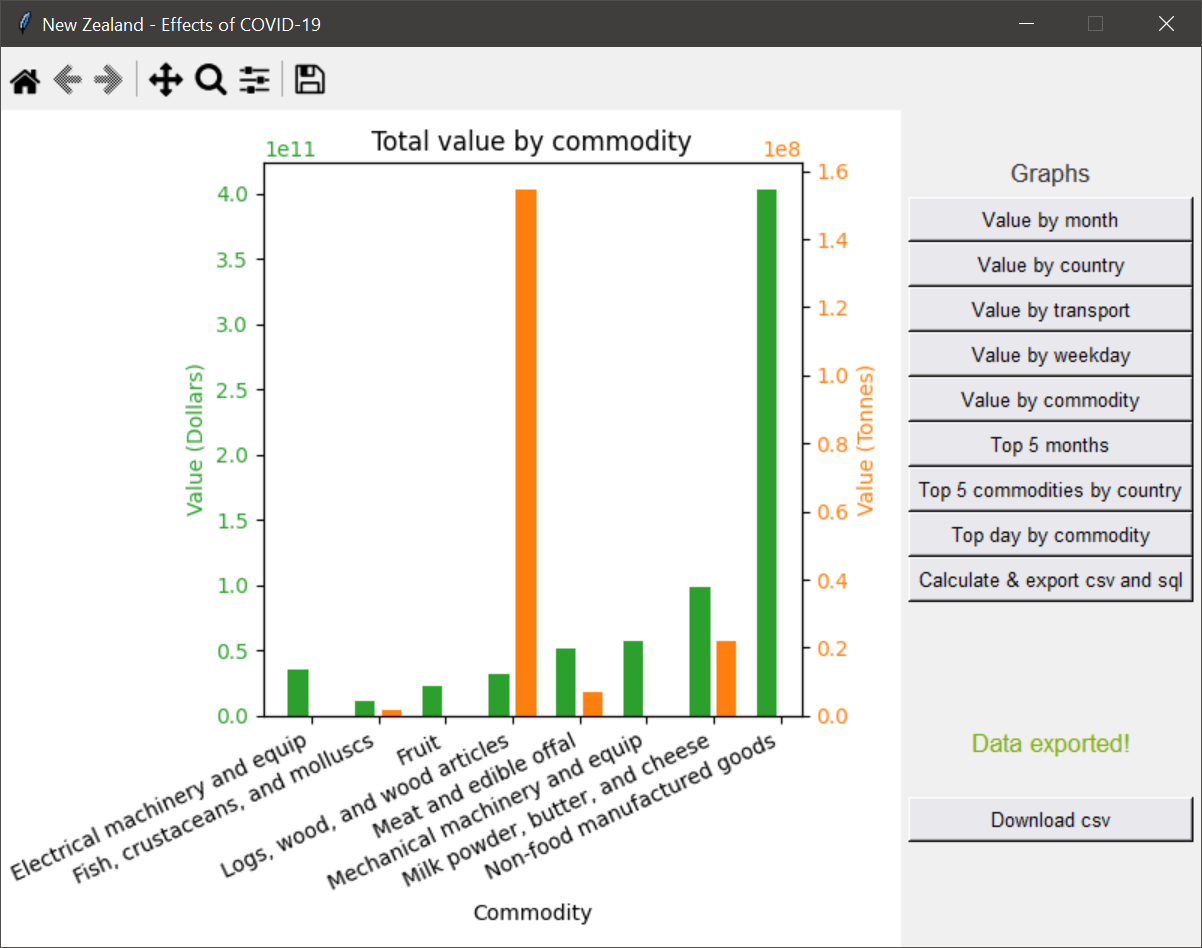 New Zealand - Effects of COVID-19
Total value by commodity
1e11
1e8
4.0
3.5
3.0
2.5
2.0
1.5
1.0
0.5
0.0
Value (Dollars)
1.6
1.4
1.2
1.0
0.8
0.6
0.4
0.2
0.0
Value (Tonnes)
Electrical machinery and equip
Fish, crustaceans, and molluscs
Fruit
Logs, wood, and wood articles
Meat and edible offal
Mechanical machinery and equip
Milk powder, butter, and cheese
Non-food manufactured goods
Commodity
Graphs
Value by month
Value by country
Value by transport
Value by weekday
Value by commodity
Top 5 months
Top 5 commodities by country
Top day by commodity
Calculate & export csv and sql
Data exported!
Download csv